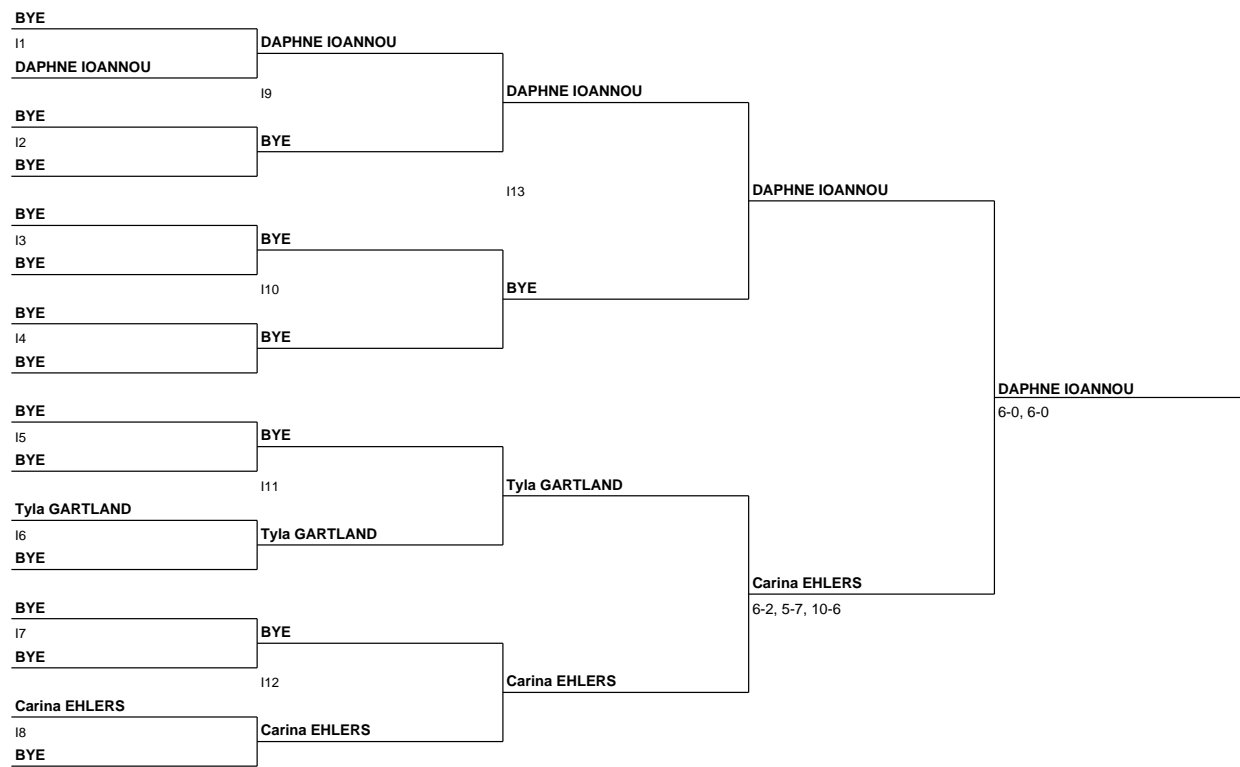 BYE
I1
DAPHNE IOANNOU
BYE
I2
BYE
BYE
I3
BYE
BYE
I4
BYE
BYE
I5
BYE
Tyla GARTLAND
I6
BYE
BYE
I7
BYE
Carina EHLERS
I8
BYE
DAPHNE IOANNOU
I9
BYE
BYE
I10
BYE
BYE
I11
Tyla GARTLAND
BYE
I12
Carina EHLERS
DAPHNE IOANNOU
I13
BYE
Tyla GARTLAND
Carina EHLERS
DAPHNE IOANNOU
Carina EHLERS
6-2, 5-7, 10-6
DAPHNE IOANNOU
6-0, 6-0